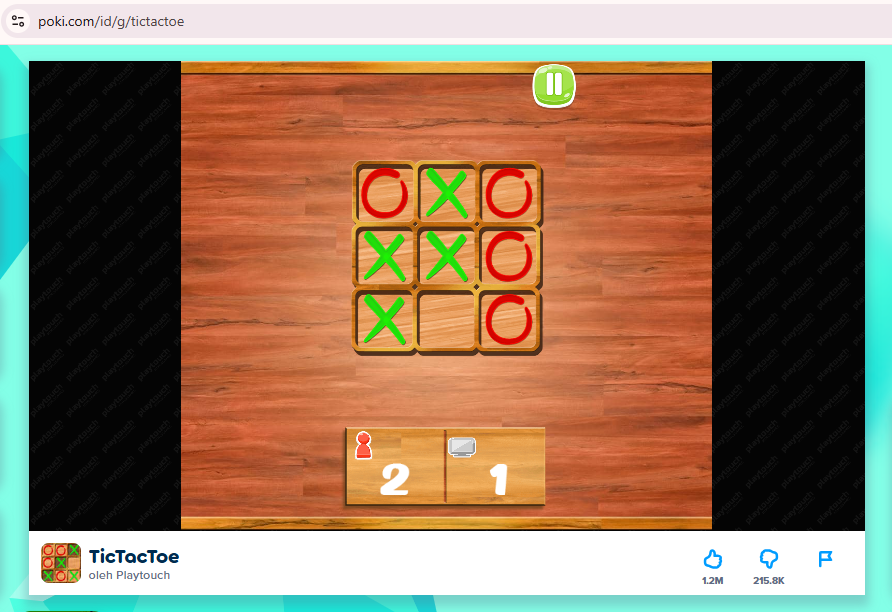 poki.com/id/g/tictactoe
2 1
TicTacToe
oleh Playtouch
1.2M 215.8K